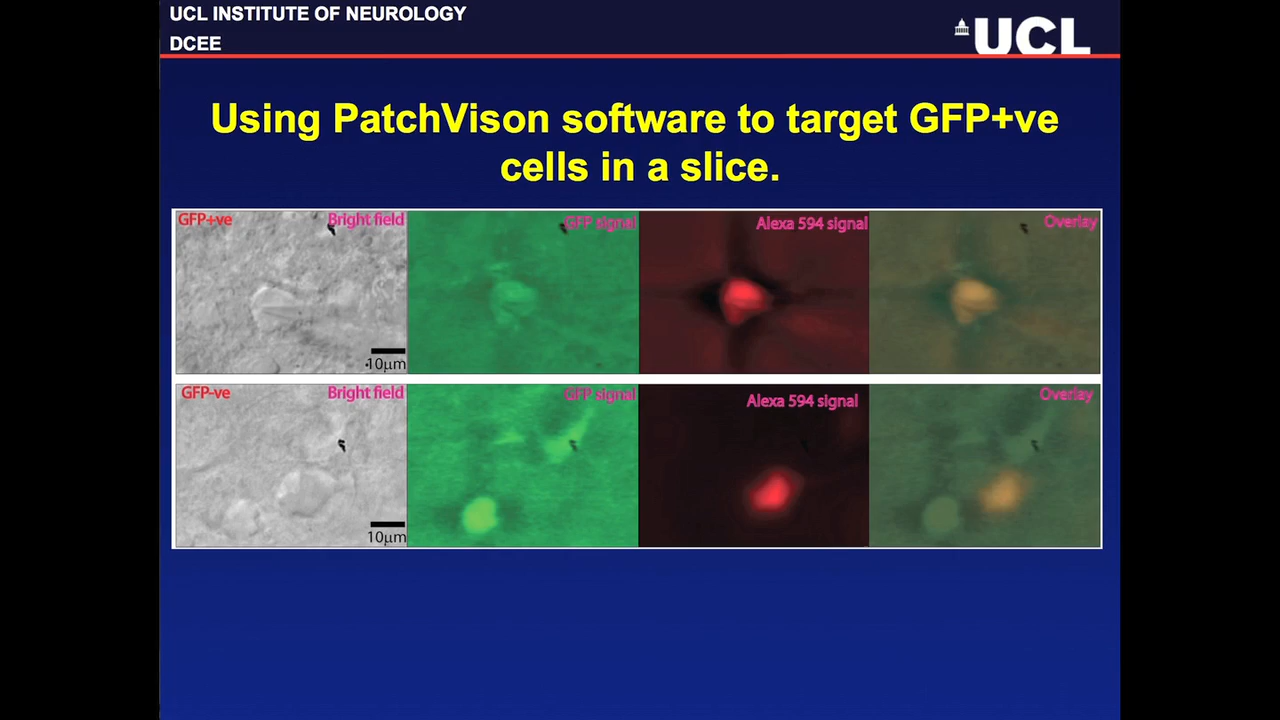 UCL INSTITUTE OF NEUROLOGY
DCEE
UCL
Using PatchVison software to target GFP+ve
cells in a slice.
GFP+ve
Bright field
GFP signal
Alexa 594 signal
Overlay
10µm
GFP-ve
Bright field
GFP signal
Alexa 594 signal
Overlay
10µm